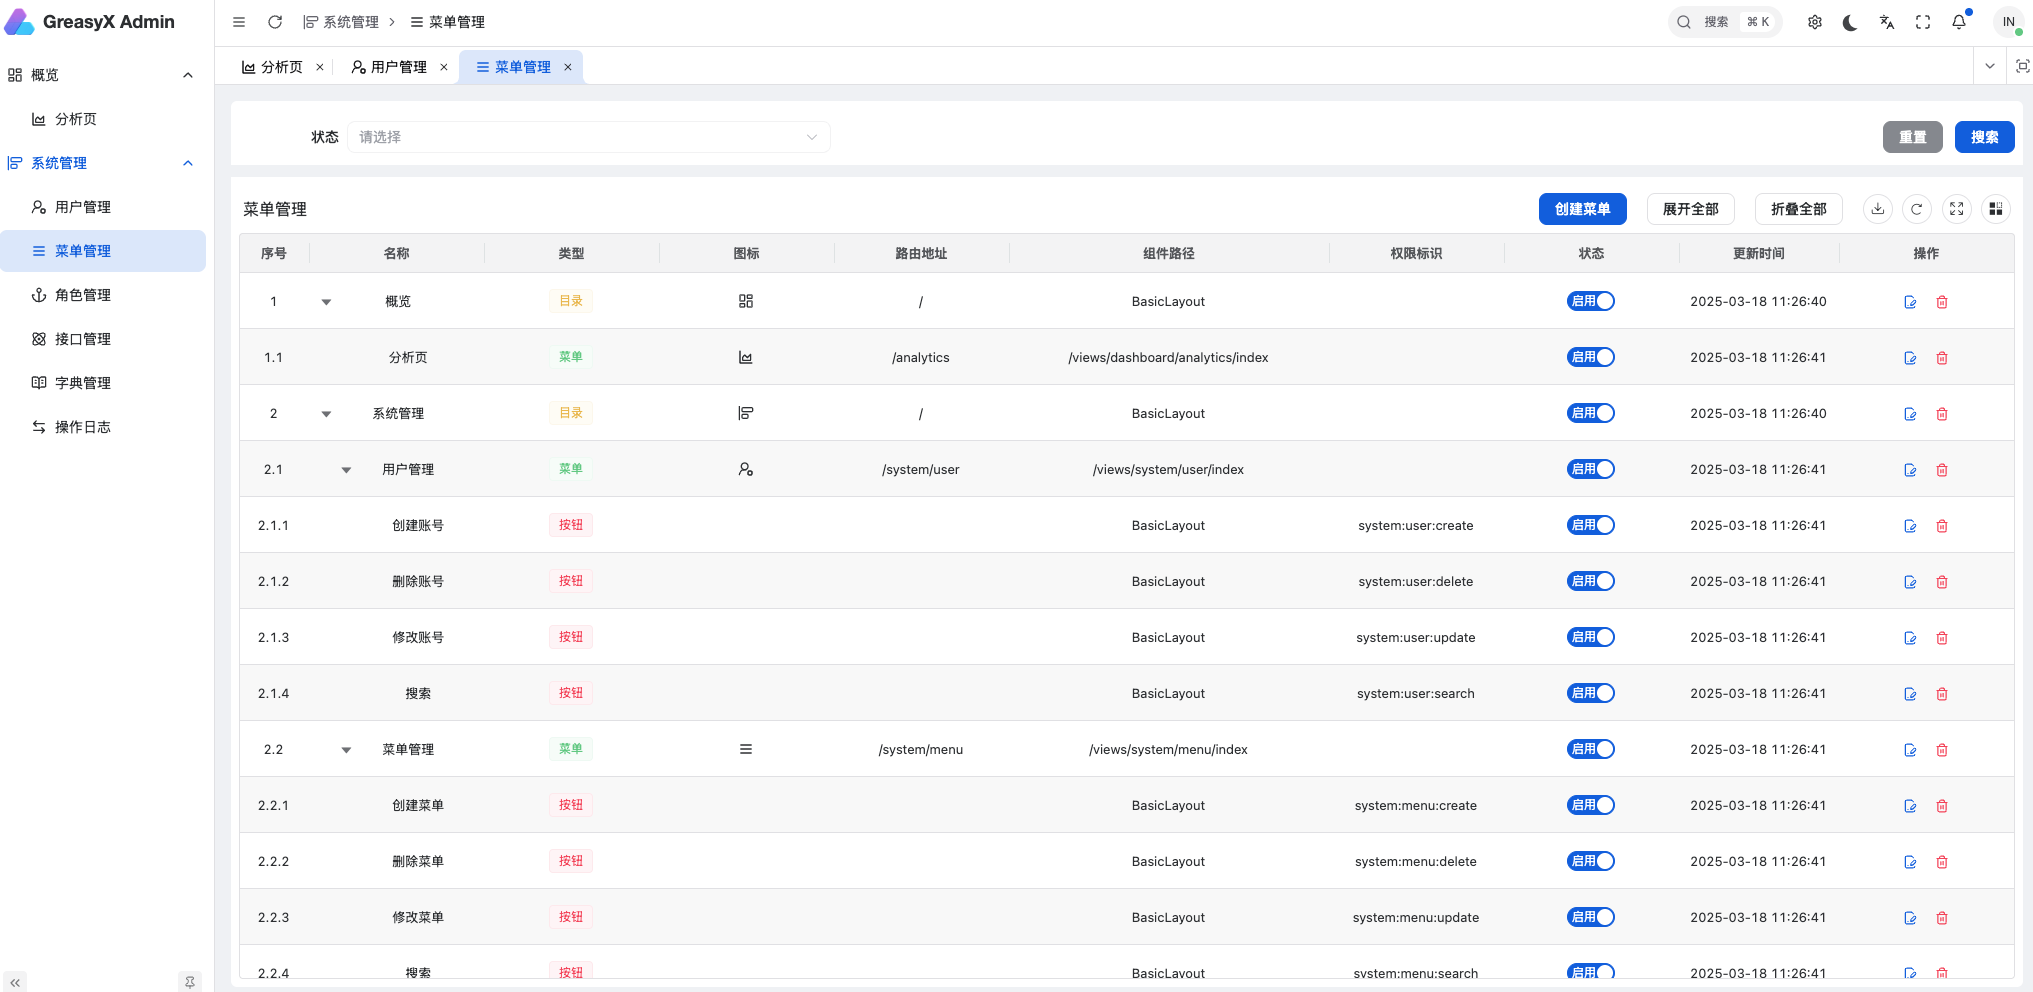 GreasyX Admin
系统管理
菜单管理
搜索
⌘ K
IN
概览
分析页
系统管理
用户管理
菜单管理
角色管理
接口管理
字典管理
操作日志
分析页
用户管理
菜单管理
状态
请选择
重置
搜索
菜单管理
创建菜单
展开全部
折叠全部
序号 名称 类型 图标 路由地址 组件路径 权限标识 状态 更新时间 操作
1 概览 目录 / BasicLayout 启用 2025-03-18 11:26:40
1.1 分析页 菜单 /analytics /views/dashboard/analytics/index 启用 2025-03-18 11:26:41
2 系统管理 目录 / BasicLayout 启用 2025-03-18 11:26:40
2.1 用户管理 菜单 /system/user /views/system/user/index 启用 2025-03-18 11:26:41
2.1.1 创建账号 按钮 BasicLayout system:user:create 启用 2025-03-18 11:26:41
2.1.2 删除账号 按钮 BasicLayout system:user:delete 启用 2025-03-18 11:26:41
2.1.3 修改账号 按钮 BasicLayout system:user:update 启用 2025-03-18 11:26:41
2.1.4 搜索 按钮 BasicLayout system:user:search 启用 2025-03-18 11:26:41
2.2 菜单管理 菜单 /system/menu /views/system/menu/index 启用 2025-03-18 11:26:41
2.2.1 创建菜单 按钮 BasicLayout system:menu:create 启用 2025-03-18 11:26:41
2.2.2 删除菜单 按钮 BasicLayout system:menu:delete 启用 2025-03-18 11:26:41
2.2.3 修改菜单 按钮 BasicLayout system:menu:update 启用 2025-03-18 11:26:41
2.2.4 搜索 按钮 BasicLayout system:menu:search 启用 2025-03-18 11:26:41